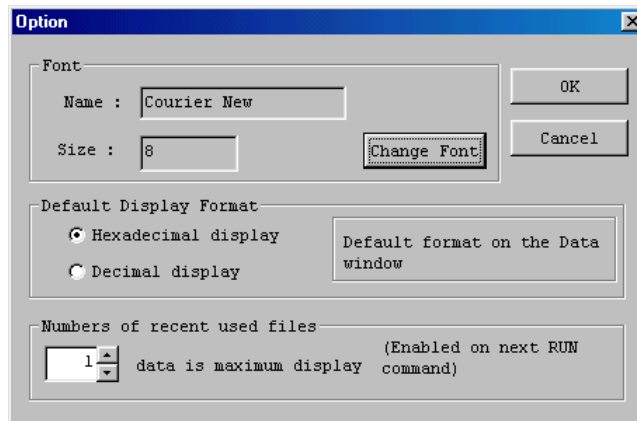 Option
Font
Name : Courier New
OK
Size : 8
Change Font
Cancel
Default Display Format
Hexadecimal display
Decimal display
Default format on the Data
window
Numbers of recent used files
1 data is maximum display
(Enabled on next RUN
command)